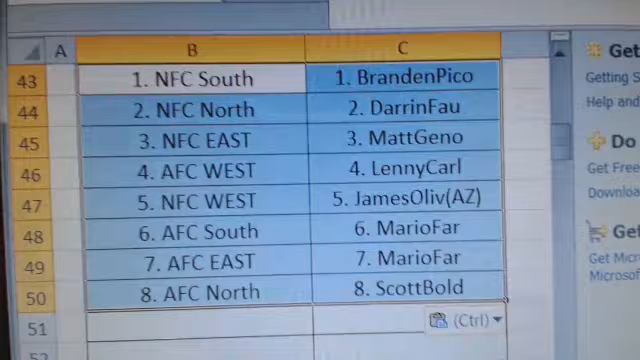 A B C
43 1. NFC South 1. BrandenPico
44 2. NFC North 2. DarrinFau
45 3. NFC EAST 3. MattGeno
46 4. AFC WEST 4. LennyCarl
47 5. NFC WEST 5. JamesOliv(AZ)
48 6. AFC South 6. MarioFar
49 7. AFC EAST 7. MarioFar
50 8. AFC North 8. ScottBold
51
52
(Ctrl)
Get
Getting S
Help and
Do
Get Free
Downloa
Get
Get Micr
Microsof